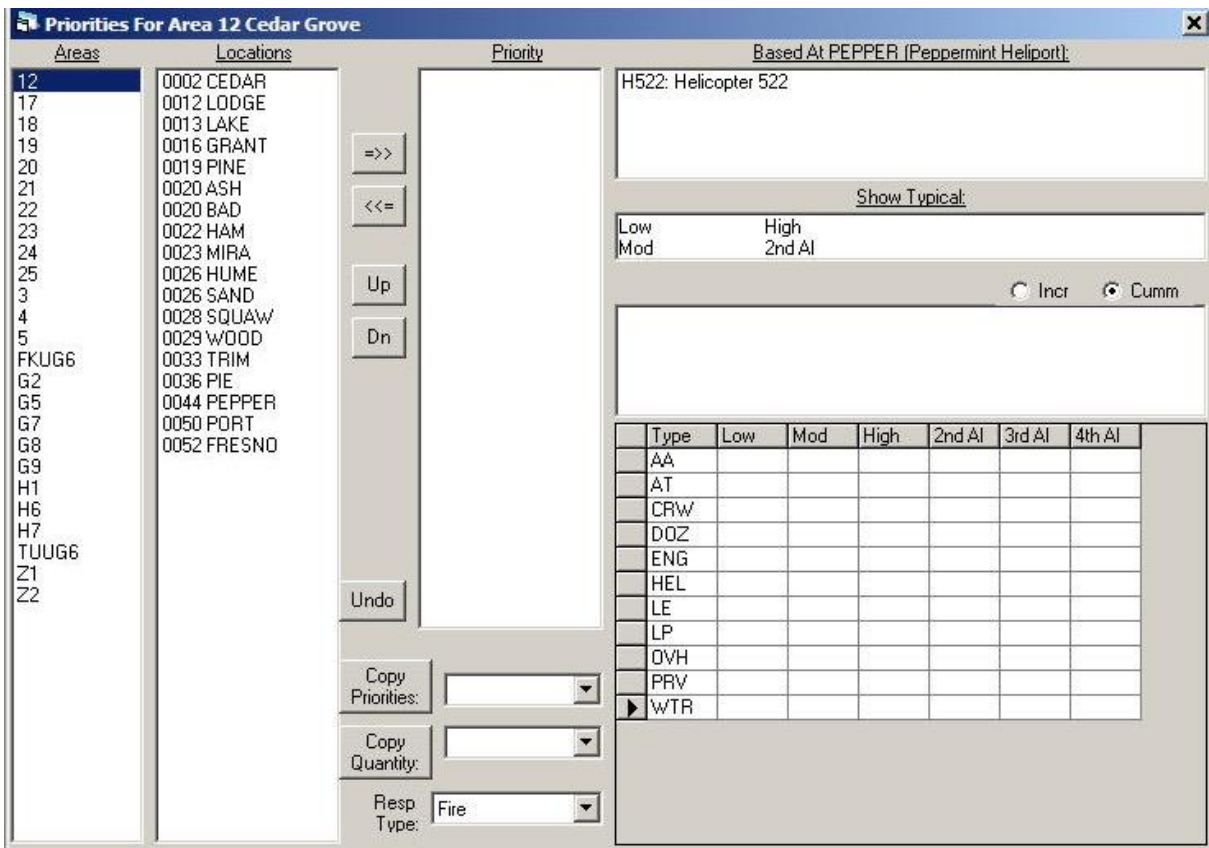 Priorities For Area 12 Cedar Grove
Areas
12
17
18
19
20
21
22
23
24
25
3
4
5
FKUG6
G2
G5
G7
G8
G9
H1
H6
H7
TUUG6
Z1
Z2
Locations
0002 CEDAR
0012 LODGE
0013 LAKE
0016 GRANT
0019 PINE
0020 ASH
0020 BAD
0022 HAM
0023 MIRA
0026 HUME
0026 SAND
0028 SQUAW
0029 WOOD
0033 TRIM
0036 PIE
0044 PEPPER
0050 PORT
0052 FRESNO
=>>
<<=
Up
Dn
Undo
Priority
Copy
Priorities:
Copy
Quantity:
Resp
Type:
Fire
Based At PEPPER (Peppermint Heliport):
H522: Helicopter 522
Show Typical:
Low High
Mod 2nd Al
Incr Cumm
Type Low Mod High 2nd Al 3rd Al 4th Al
AA
AT
CRW
DOZ
ENG
HEL
LE
LP
OVH
PRV
WTR